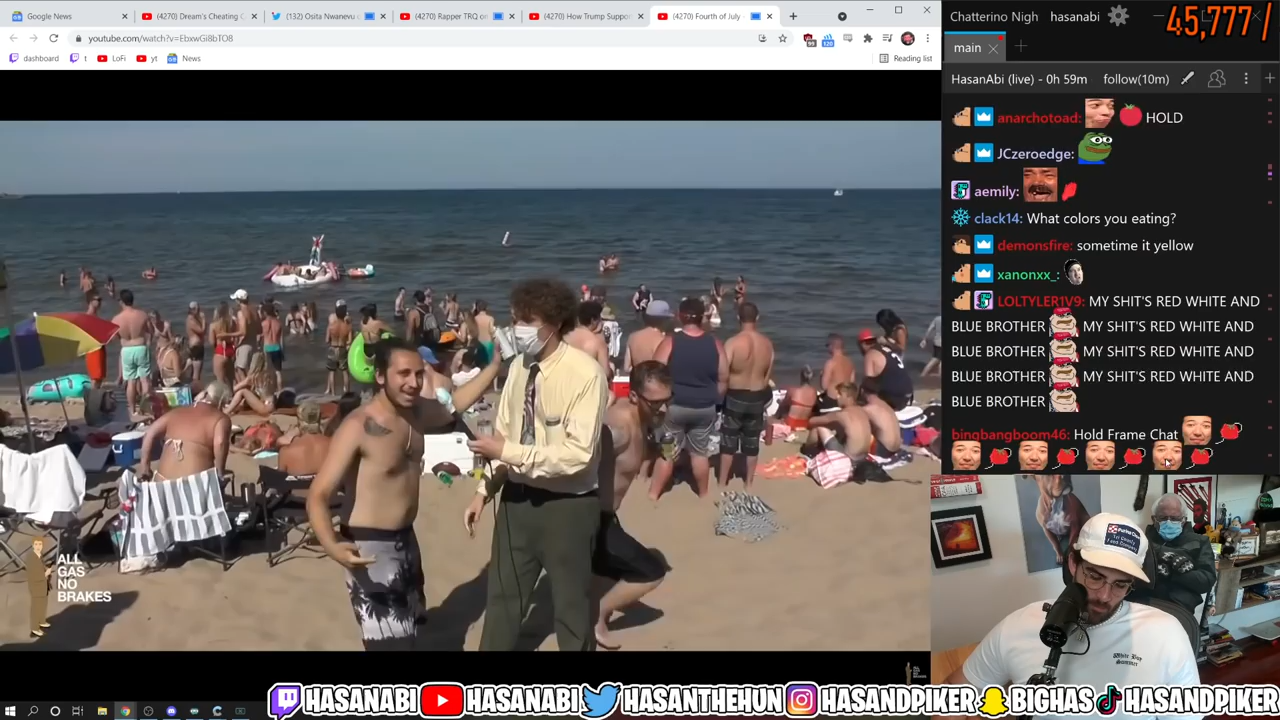 Google News
(4270) Dream's Cheating C
(132) Osita Nwanevu
(4270) Rapper TRQ on
(4270) How Trump Suppor
(4270) Fourth of July
youtube.com/watch?v=EbxwGi8bTO8
dashboard
t
LoFi
yt
News
Reading list
Chatterino Nigh
hasanabi
45,777 /
main
HasanAbi (live) - 0h 59m
follow(10m)
anarchotoad: HOLD
JCzeroedge:
aemily:
clack14: What colors you eating?
demonsfire: sometime it yellow
xanonxx_:
LOLTYLER1V9: MY SHIT'S RED WHITE AND
BLUE BROTHER MY SHIT'S RED WHITE AND
BLUE BROTHER MY SHIT'S RED WHITE AND
BLUE BROTHER MY SHIT'S RED WHITE AND
BLUE BROTHER
bingbangboom46: Hold Frame Chat
ALL
GAS
NO
BRAKES
White Boy
Summer
HASANABI
HASANABI
HASANTHEHUN
HASANDPIKER
BIGHAS
HASANDPIKER